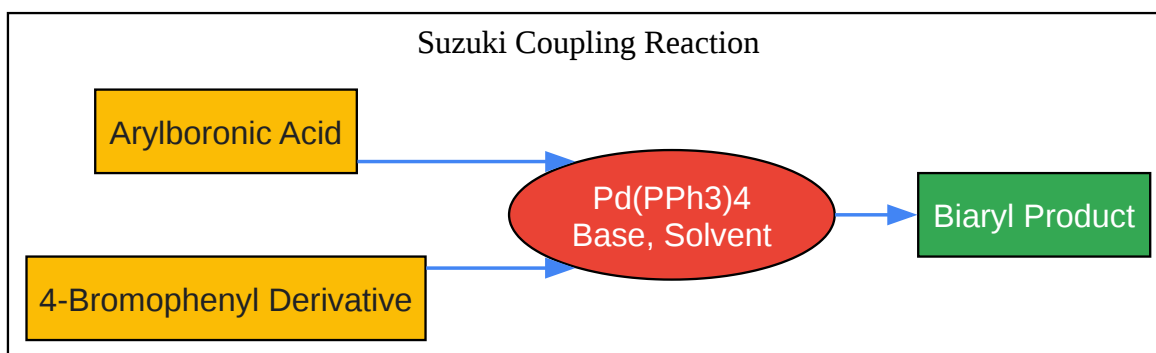 Suzuki Coupling Reaction
Arylboronic Acid
4-Bromophenyl Derivative
Pd(PPh3)4
Base, Solvent
Biaryl Product